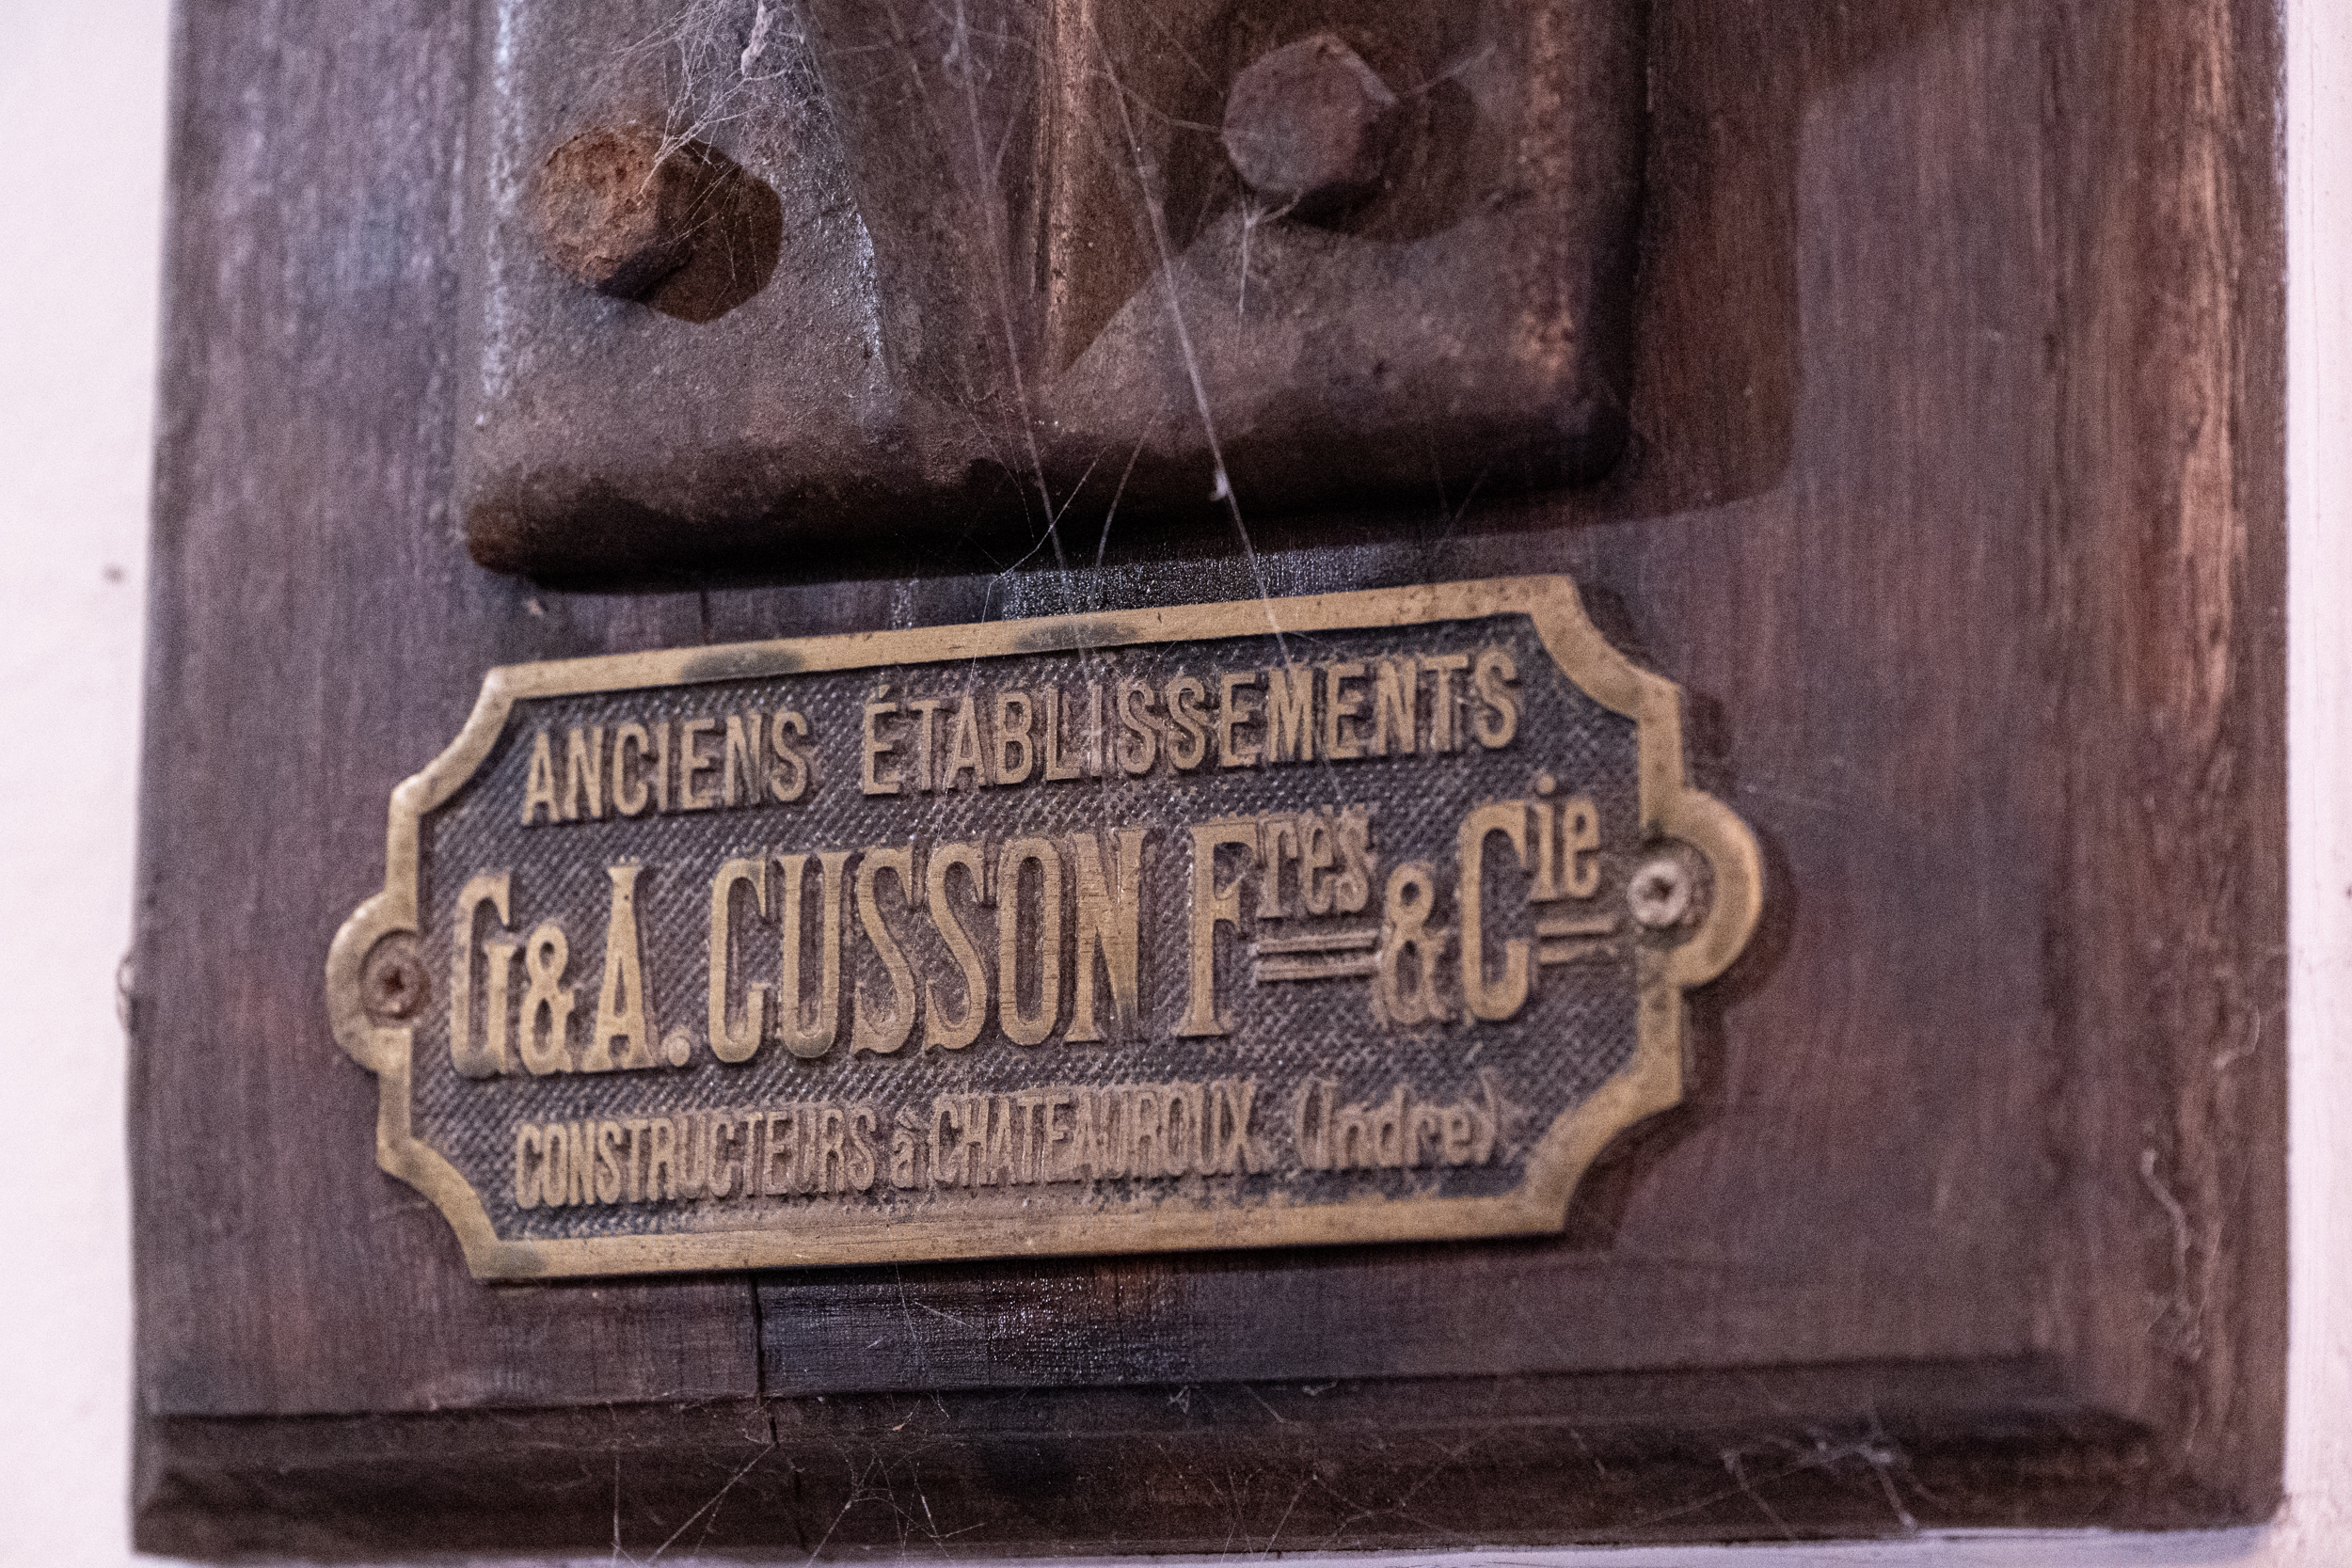 ANCIENS ÉTABLISSEMENTS
G & A. CUSSON Fres & Cie
CONSTRUCTEURS à CHATEAUROUX (Indre)